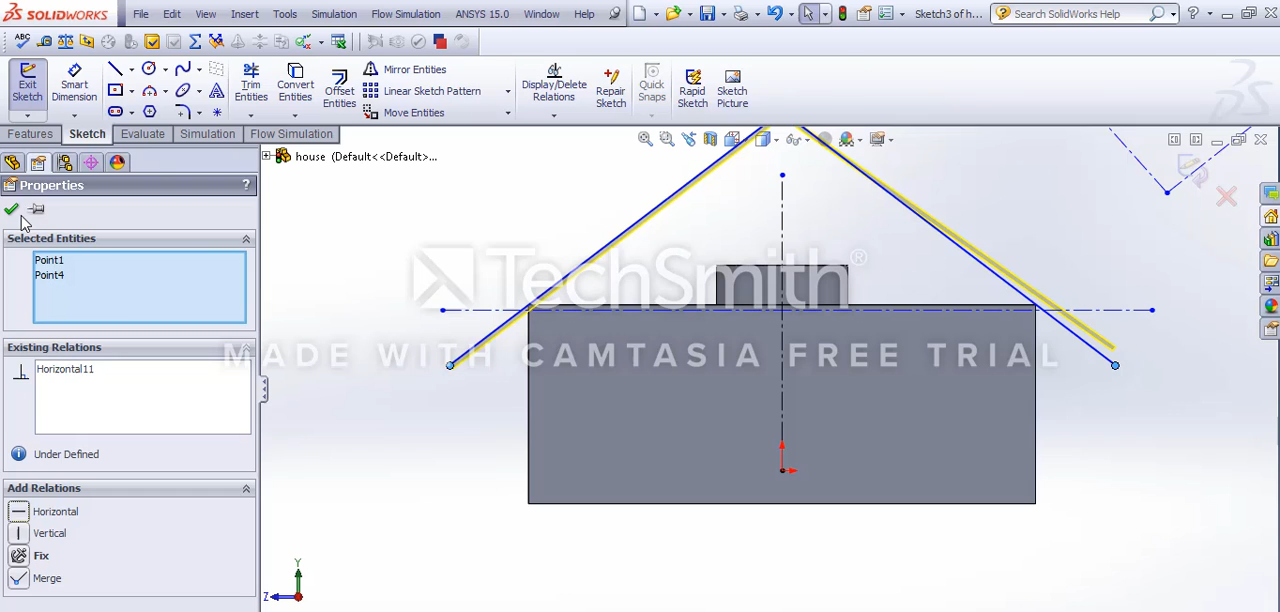 SOLIDWORKS File Edit View Insert Tools Simulation Flow Simulation ANSYS 15.0 Window Help Sketch3 of h... Search SolidWorks Help
Exit Sketch
Smart Dimension
Trim Entities
Convert Entities
Offset Entities
Mirror Entities
Linear Sketch Pattern
Move Entities
Display/Delete Relations
Repair Sketch
Quick Snaps
Rapid Sketch
Sketch Picture
Features Sketch Evaluate Simulation Flow Simulation
house (Default<<Default>...
Properties ?
Selected Entities
Point1
Point4
Existing Relations
Horizontal11
Under Defined
Add Relations
Horizontal
Vertical
Fix
Merge
TechSmith®
MADE WITH CAMTASIA FREE TRIAL
Y
Z